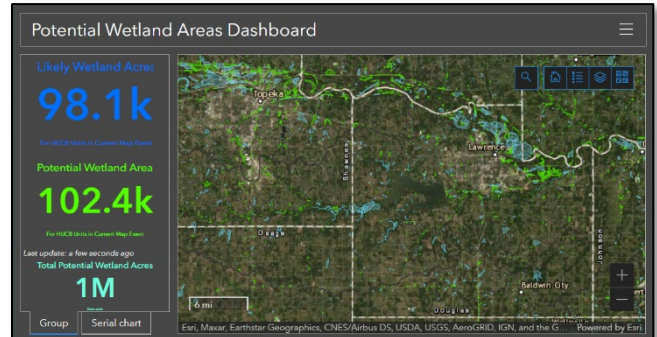 Potential Wetland Areas Dashboard
Likely Wetland Acres
98.1k
For HUC8 Units in Current Map Event
Potential Wetland Area
102.4k
For HUC8 Units in Current Map Event
Last update: a few seconds ago
Total Potential Wetland Acres
1M
Group
Serial chart
Topeka
Lawrence
Shawnee
Osage
Johnson
Baldwin City
Douglas
6 mi
+
−
Esri, Maxar, Earthstar Geographics, CNES/Airbus DS, USDA, USGS, AeroGRID, IGN, and the G...
Powered by Esri